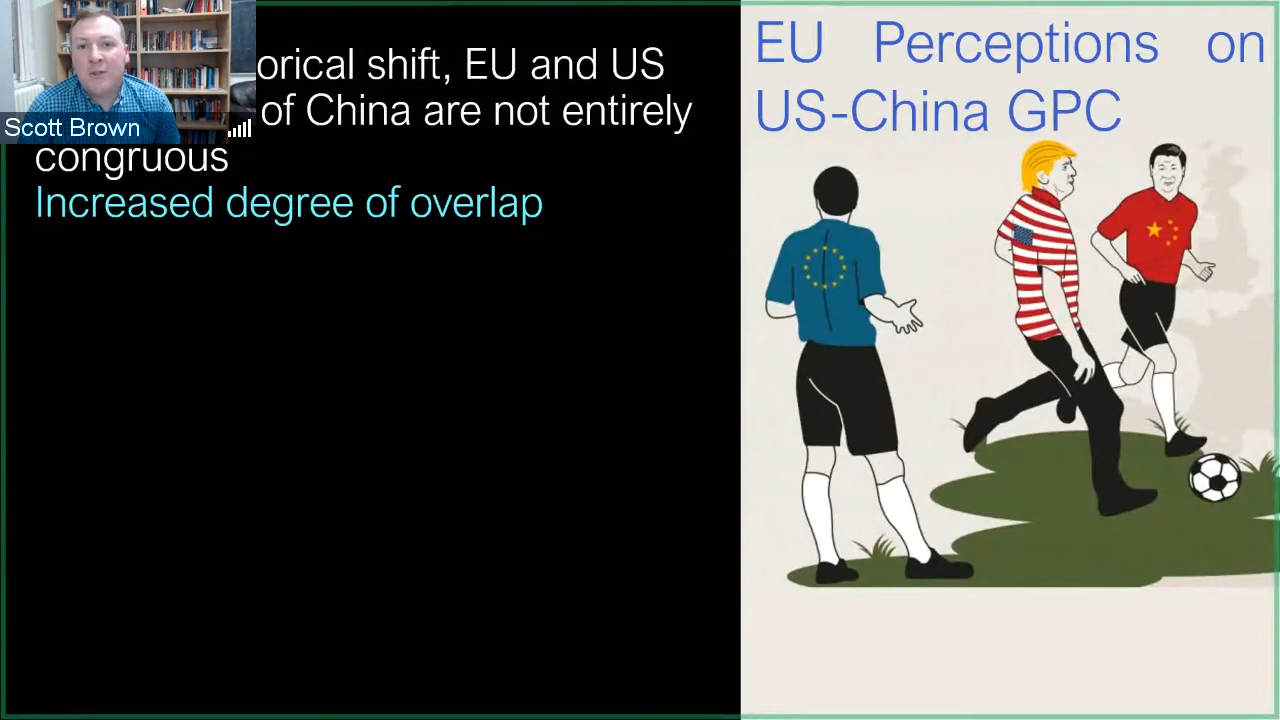 orical shift, EU and US
of China are not entirely
congruous
Increased degree of overlap
Scott Brown
EU Perceptions on
US-China GPC